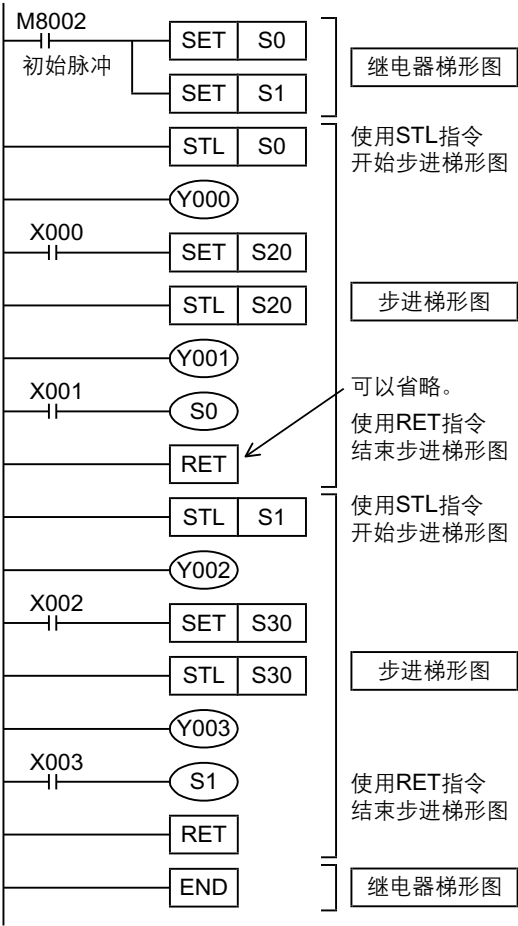 M8002
初始脉冲
SET S0
SET S1
继电器梯形图
STL S0
使用STL指令
开始步进梯形图
Y000
X000
SET S20
STL S20
步进梯形图
Y001
X001
S0
可以省略。
RET
使用RET指令
结束步进梯形图
STL S1
使用STL指令
开始步进梯形图
Y002
X002
SET S30
STL S30
步进梯形图
Y003
X003
S1
使用RET指令
结束步进梯形图
RET
END
继电器梯形图